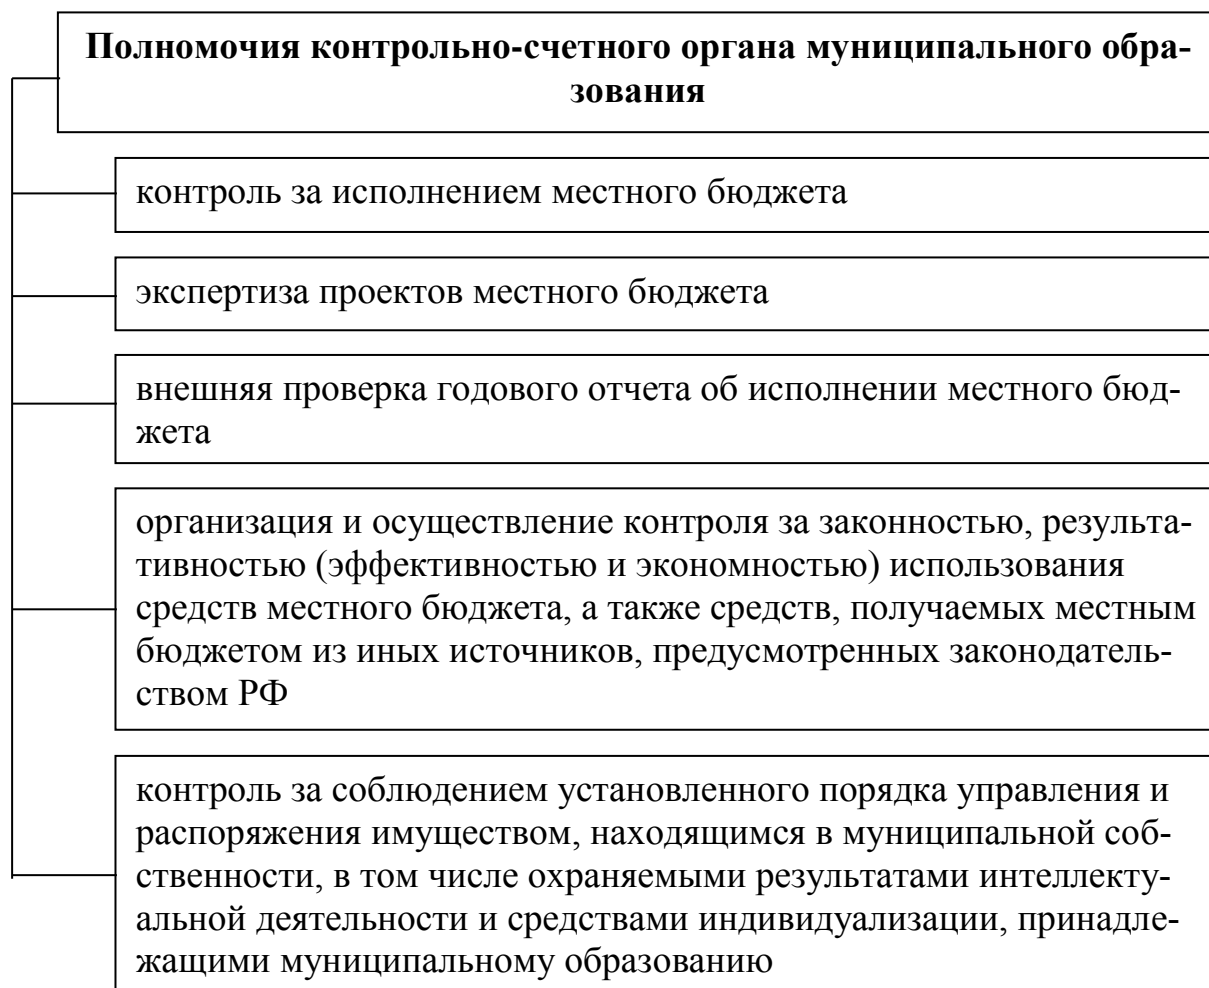 Полномочия контрольно-счетного органа муниципального обра-
зования
контроль за исполнением местного бюджета
экспертиза проектов местного бюджета
внешняя проверка годового отчета об исполнении местного бюд-
жета
организация и осуществление контроля за законностью, результа-
тивностью (эффективностью и экономностью) использования
средств местного бюджета, а также средств, получаемых местным
бюджетом из иных источников, предусмотренных законодатель-
ством РФ
контроль за соблюдением установленного порядка управления и
распоряжения имуществом, находящимся в муниципальной соб-
ственности, в том числе охраняемыми результатами интеллекту-
альной деятельности и средствами индивидуализации, принадле-
жащими муниципальному образованию